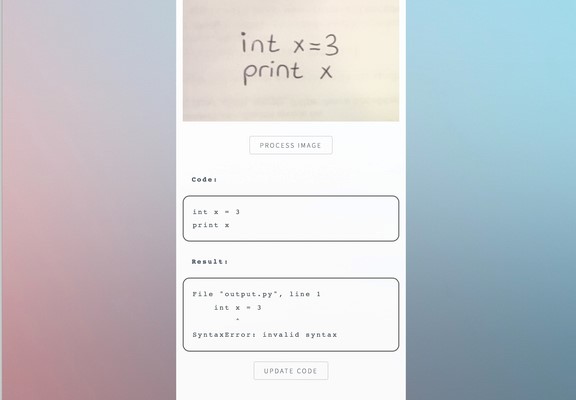 int x=3
print x
PROCESS IMAGE
Code:
int x = 3
print x
Result:
File "output.py", line 1
    int x = 3
        ^
SyntaxError: invalid syntax
UPDATE CODE